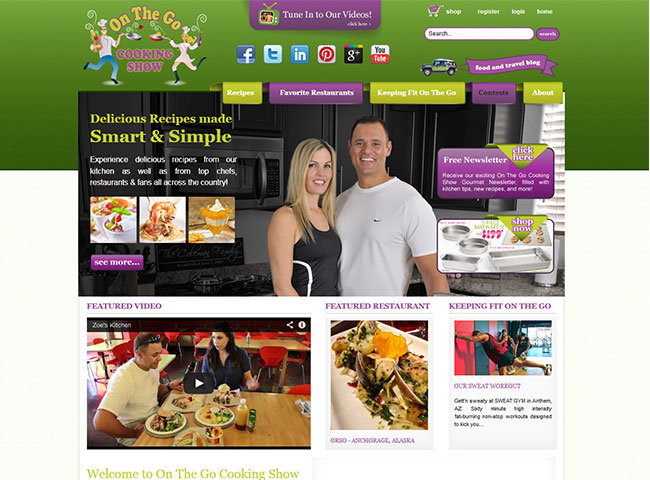 On The Go
COOKING
SHOW
Tune In to Our Videos!
click here >
shop register login home
Search... search
You
Tube
food and travel blog
Recipes Favorite Restaurants Keeping Fit On The Go Contests About
Delicious Recipes made
Smart & Simple
Experience delicious recipes from our
kitchen as well as from top chefs,
restaurants & fans all across the country!
see more...
click
here
Free Newsletter
Receive our exciting On The Go Cooking
Show Gourmet Newsletter, filled with
kitchen tips, new recipes, and more!
shop
now
FEATURED VIDEO
Zoe's Kitchen
FEATURED RESTAURANT
ORSO - ANCHORAGE, ALASKA
KEEPING FIT ON THE GO
OUR SWEAT WORKOUT
Gett'n sweaty at SWEAT GYM in Anthem,
AZ. Sixty minute high intensity
fat-burning non-stop workouts designed
to kick you....
Welcome to On The Go Cooking Show